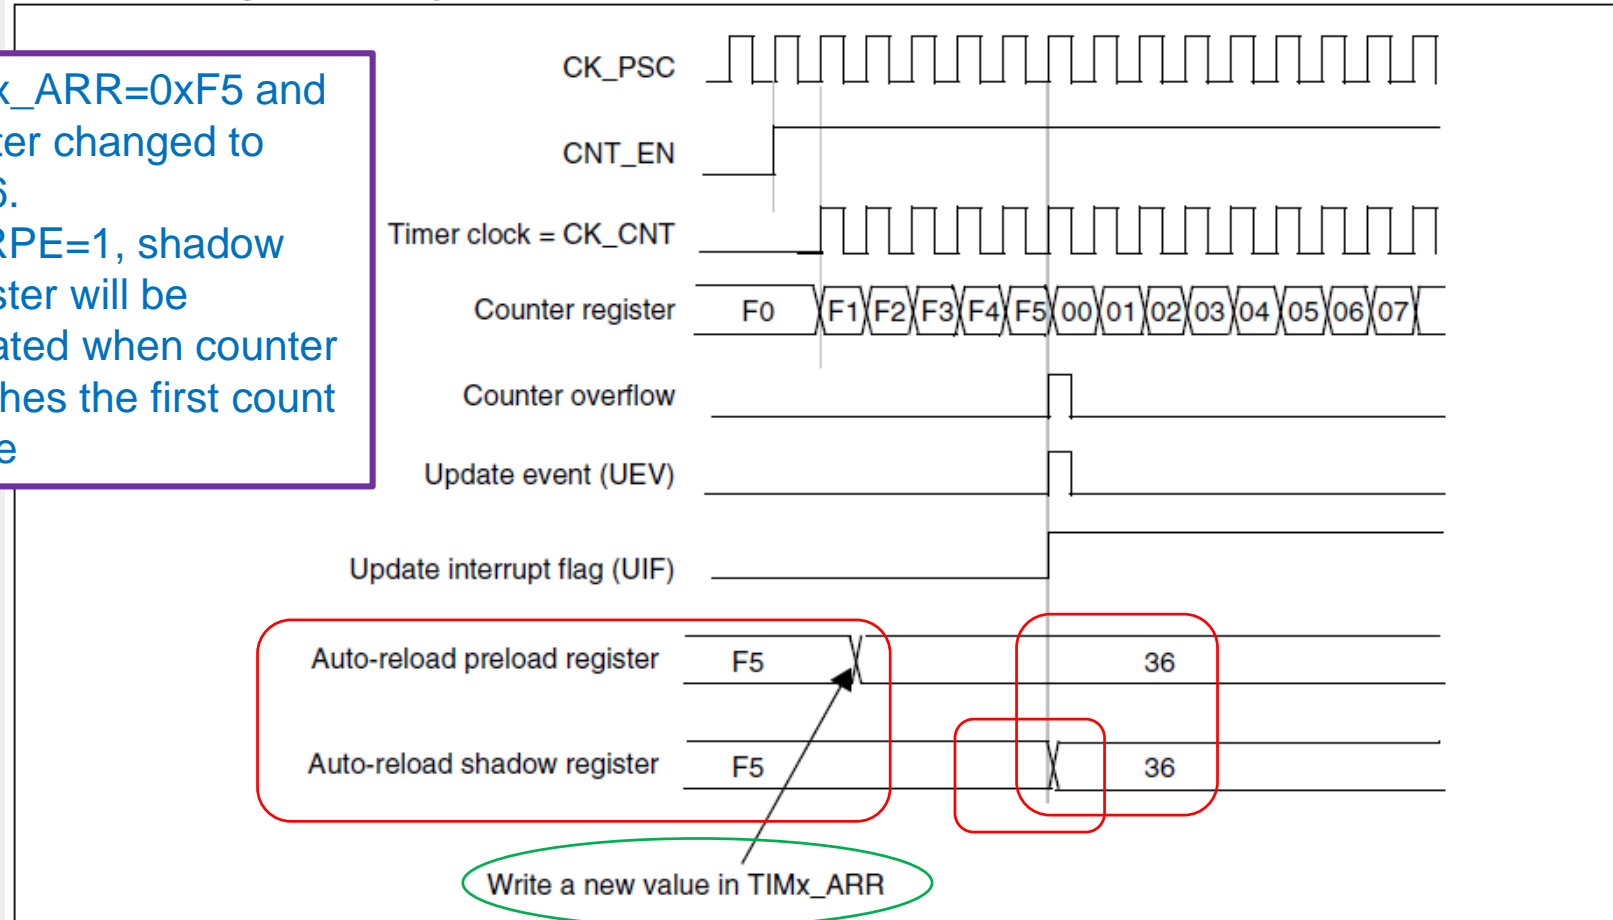 x_ARR=0xF5 and
ter changed to
6.
RPE=1, shadow
ster will be
ated when counter
hes the first count
e
CK_PSC
CNT_EN
Timer clock = CK_CNT
Counter register F0 F1 F2 F3 F4 F5 00 01 02 03 04 05 06 07
Counter overflow
Update event (UEV)
Update interrupt flag (UIF)
Auto-reload preload register F5 36
Auto-reload shadow register F5 36
Write a new value in TIMx_ARR